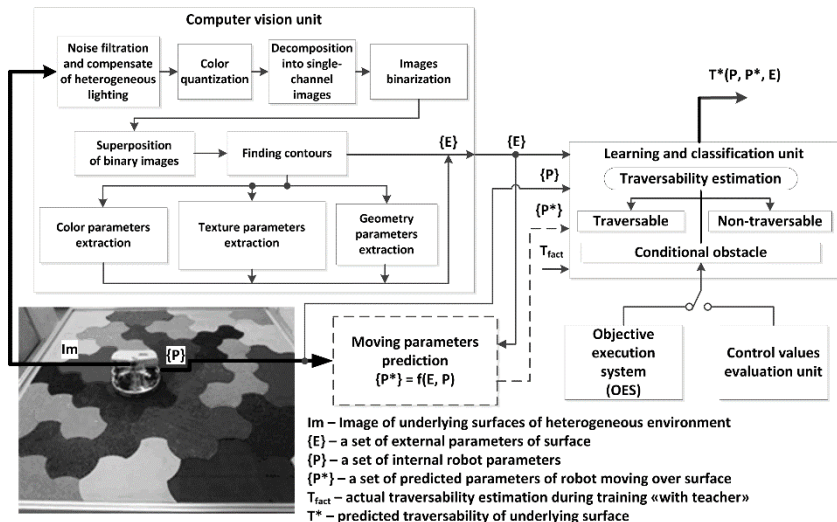 Computer vision unit
Noise filtration
and compensate
of heterogeneous
lighting
Color
quantization
Decomposition
into single-
channel
images
Images
binarization
T*(P, P*, E)
Superposition
of binary images
Finding contours
{E}
{E}
{P}
{P*}
T_fact
Learning and classification unit
Traversability estimation
Traversable
Non-traversable
Conditional obstacle
Color parameters
extraction
Texture parameters
extraction
Geometry
parameters
extraction
Im
{P}
Moving parameters
prediction
{P*} = f(E, P)
Objective
execution
system
(OES)
Control values
evaluation unit
Im – Image of underlying surfaces of heterogeneous environment
{E} – a set of external parameters of surface
{P} – a set of internal robot parameters
{P*} – a set of predicted parameters of robot moving over surface
T_fact – actual traversability estimation during training «with teacher»
T* – predicted traversability of underlying surface